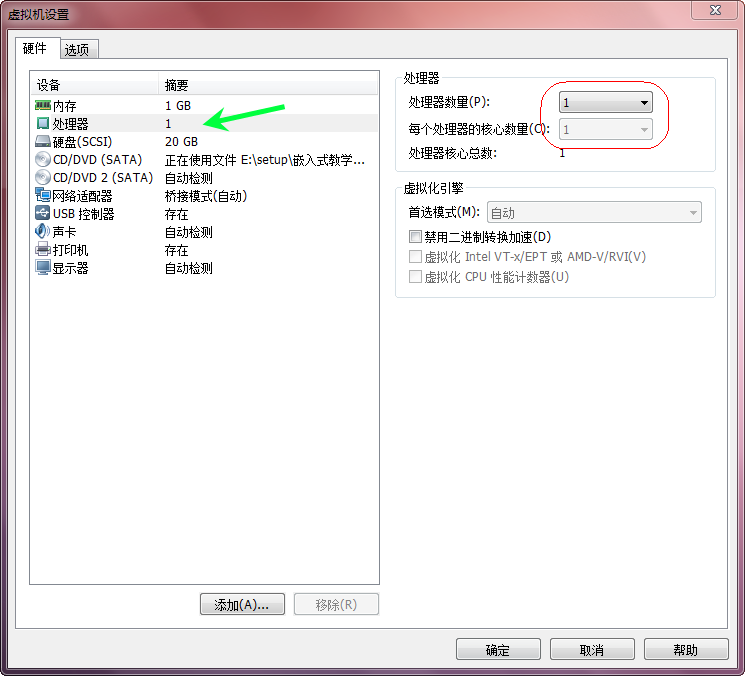 虚拟机设置
硬件 选项
设备 摘要
内存 1 GB
处理器 1
硬盘(SCSI) 20 GB
CD/DVD (SATA) 正在使用文件 E:\setup\嵌入式教学...
CD/DVD 2 (SATA) 自动检测
网络适配器 桥接模式(自动)
USB 控制器 存在
声卡 自动检测
打印机 存在
显示器 自动检测
添加(A)... 移除(R)
处理器
处理器数量(P): 1
每个处理器的核心数量(C): 1
处理器核心总数: 1
虚拟化引擎
首选模式(M): 自动
禁用二进制转换加速(D)
虚拟化 Intel VT-x/EPT 或 AMD-V/RVI(V)
虚拟化 CPU 性能计数器(U)
确定 取消 帮助